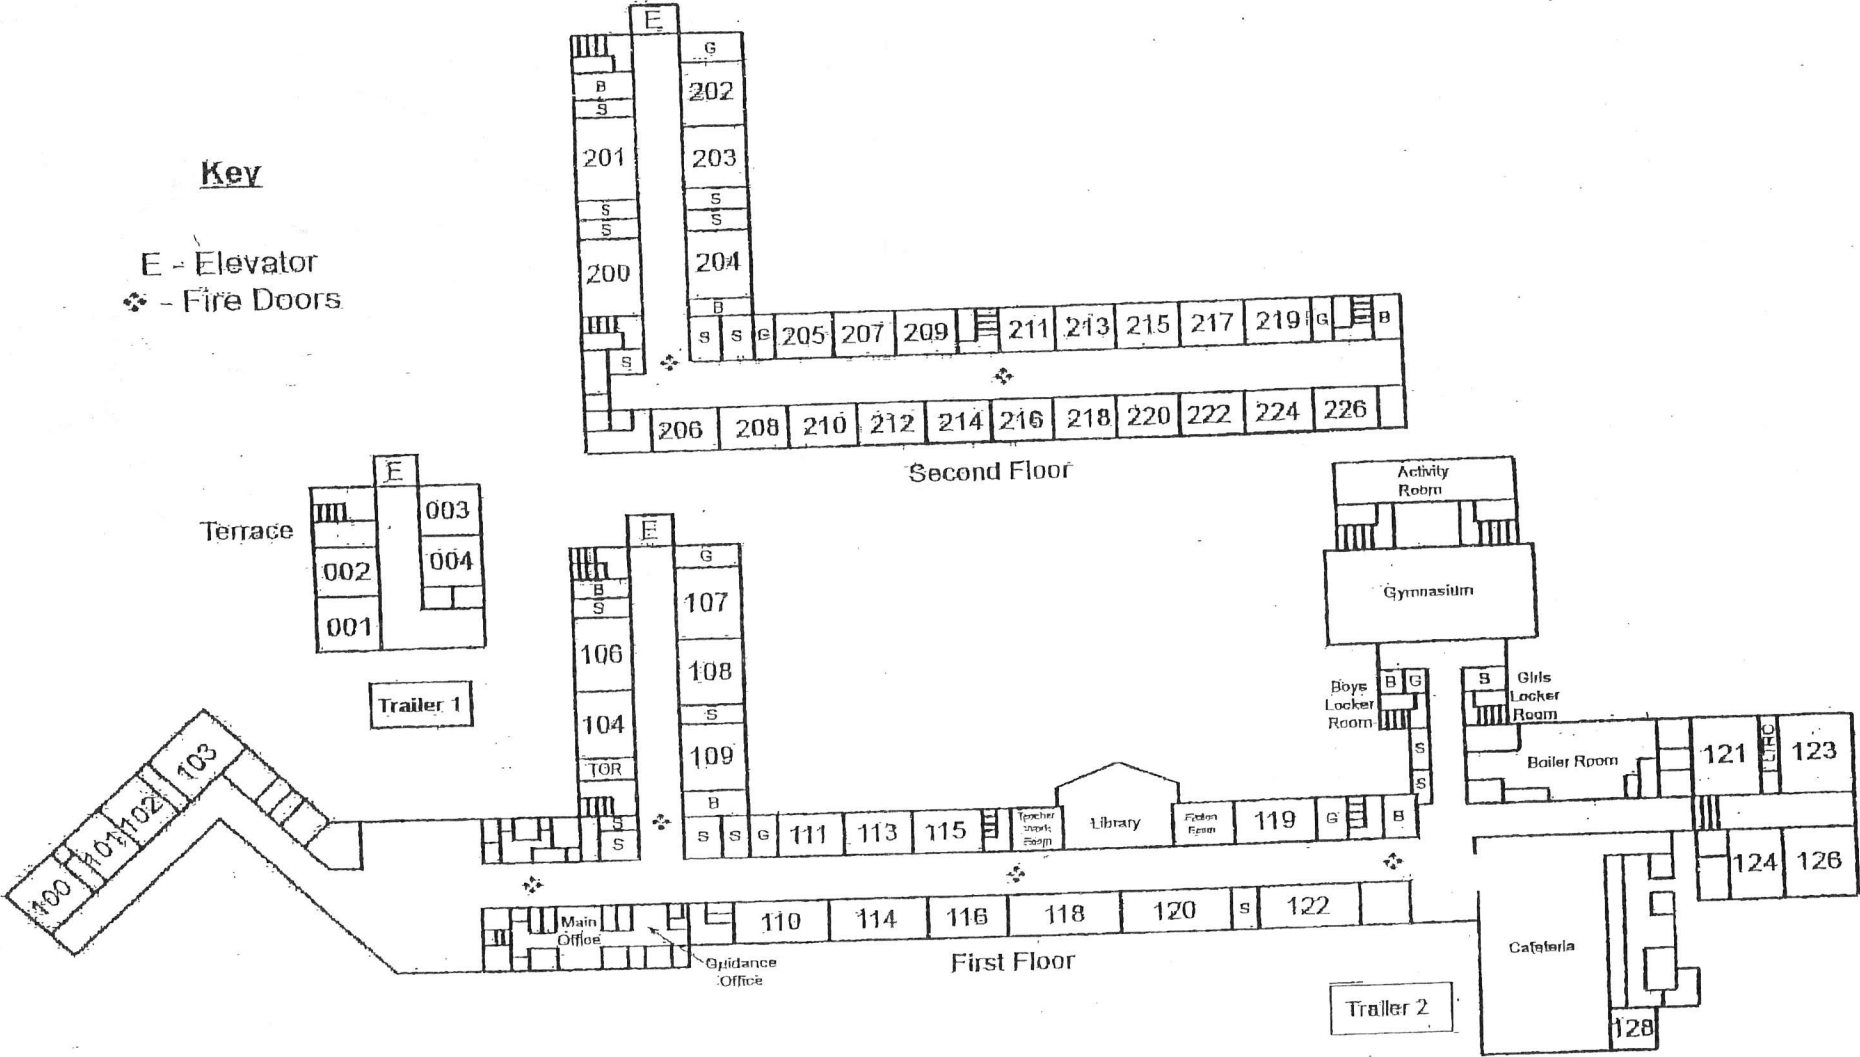 Key
E - Elevator
- Fire Doors
E
G
B
202
S
201
203
S
S
S
S
200
204
B
S
S
S
G
205
207
209
211
213
215
217
219
G
B
206
208
210
212
214
216
218
220
222
224
226
Second Floor
Terrace
E
003
002
004
001
Trailer 1
E
G
B
S
107
106
108
104
S
109
TOR
B
S
S
S
S
G
111
113
115
Teacher
Work
Room
Library
119
G
B
103
102
101
100
Main
Office
Guidance
Office
110
114
116
118
120
S
122
First Floor
Activity
Room
Gymnasium
Boys
Locker
Room
B
G
S
Girls
Locker
Room
S
S
Boiler Room
121
123
124
126
Cafeteria
128
Trailer 2